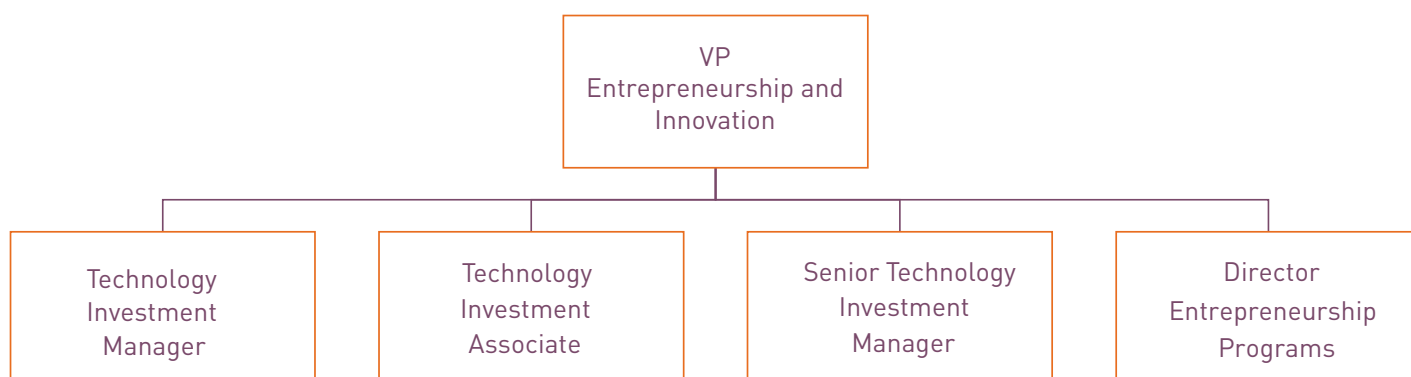 VP
Entrepreneurship and
Innovation
Technology
Investment
Manager
Technology
Investment
Associate
Senior Technology
Investment
Manager
Director
Entrepreneurship
Programs